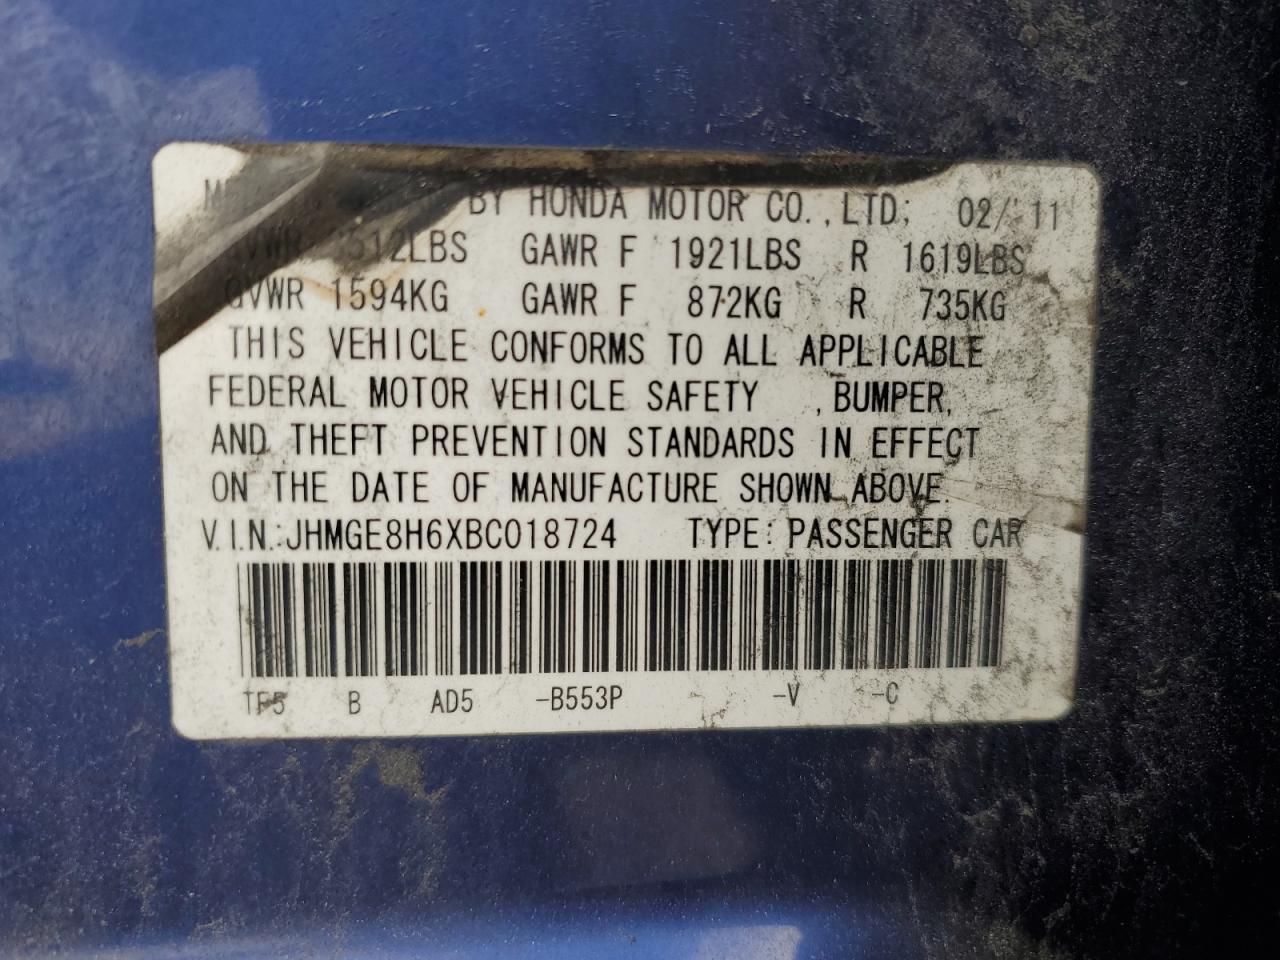 BY HONDA MOTOR CO., LTD; 02/ 11
GAWR F 1921LBS R 1619LBS
GVWR 1594KG GAWR F 872KG R 735KG
THIS VEHICLE CONFORMS TO ALL APPLICABLE
FEDERAL MOTOR VEHICLE SAFETY , BUMPER,
AND THEFT PREVENTION STANDARDS IN EFFECT
ON THE DATE OF MANUFACTURE SHOWN ABOVE.
V.I.N.:JHMGE8H6XBC018724 TYPE: PASSENGER CAR
TF5 B AD5 -B553P -V -C